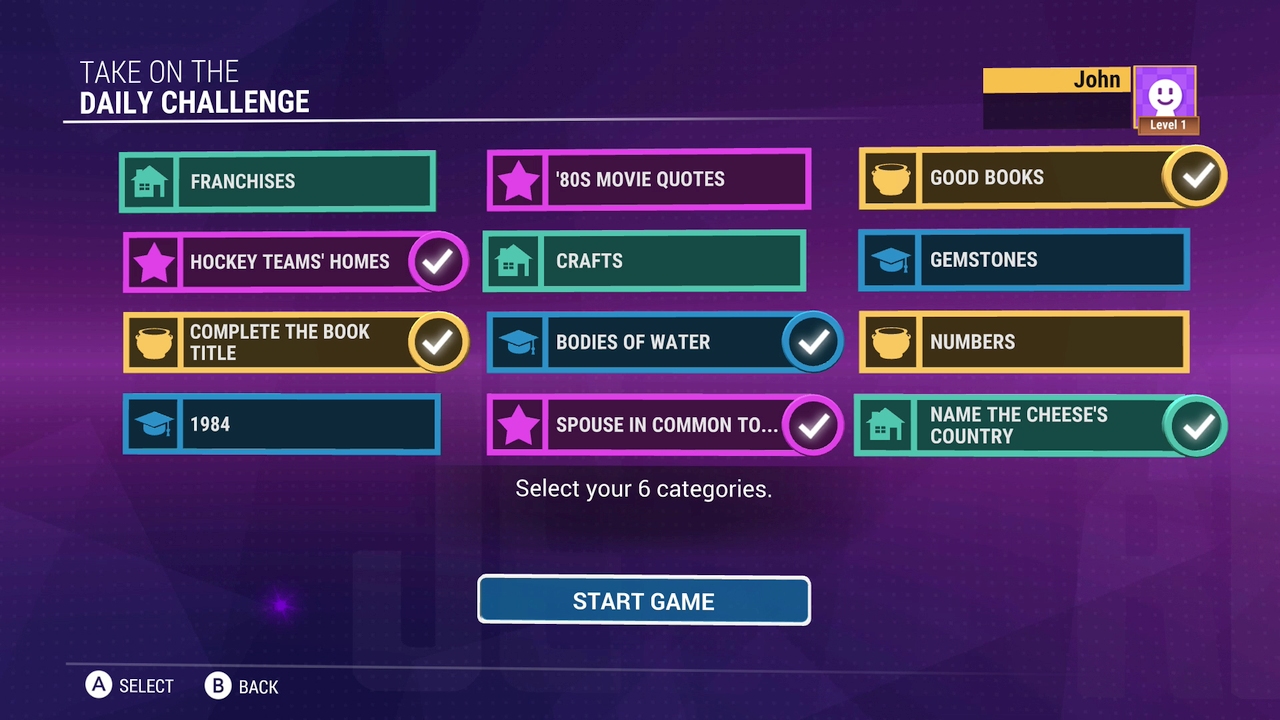 TAKE ON THE
DAILY CHALLENGE
John
Level 1
FRANCHISES
'80S MOVIE QUOTES
GOOD BOOKS
HOCKEY TEAMS' HOMES
CRAFTS
GEMSTONES
COMPLETE THE BOOK
TITLE
BODIES OF WATER
NUMBERS
1984
SPOUSE IN COMMON TO...
NAME THE CHEESE'S
COUNTRY
Select your 6 categories.
START GAME
A SELECT
B BACK